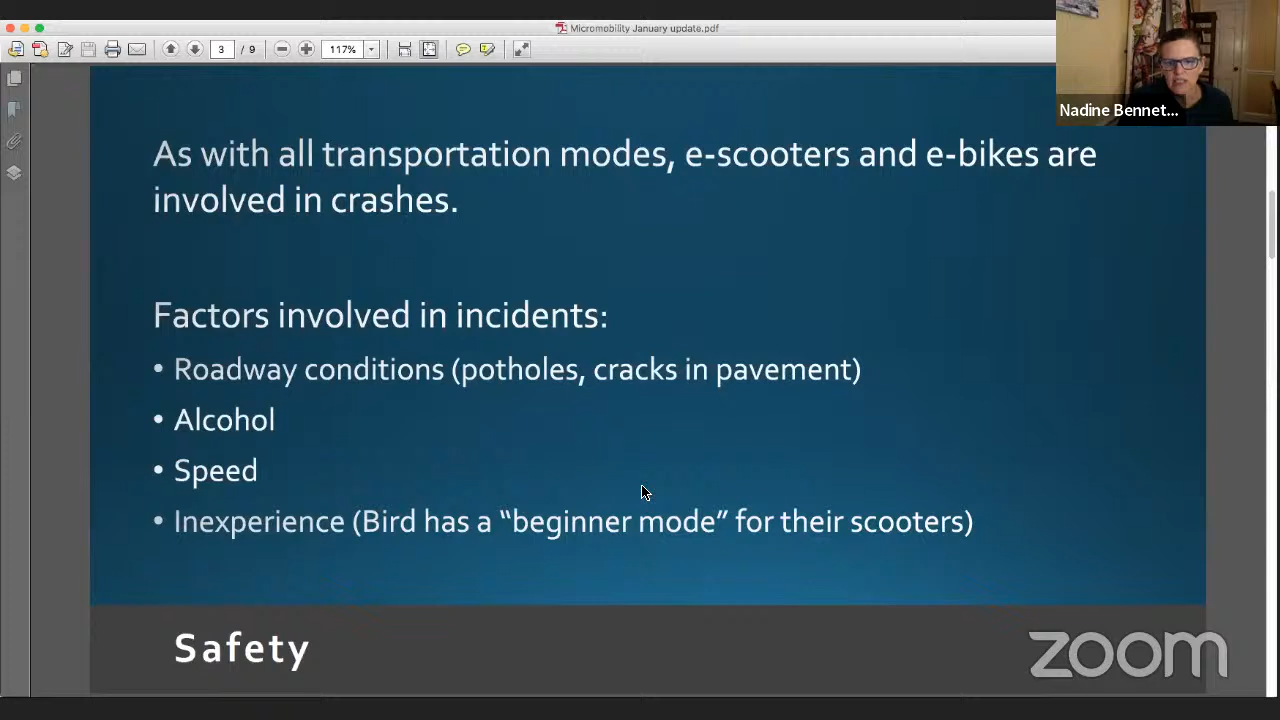 Micromobility January update.pdf
3 / 9
117%
Nadine Bennet...
As with all transportation modes, e-scooters and e-bikes are
involved in crashes.
Factors involved in incidents:
• Roadway conditions (potholes, cracks in pavement)
• Alcohol
• Speed
• Inexperience (Bird has a “beginner mode” for their scooters)
Safety
zoom